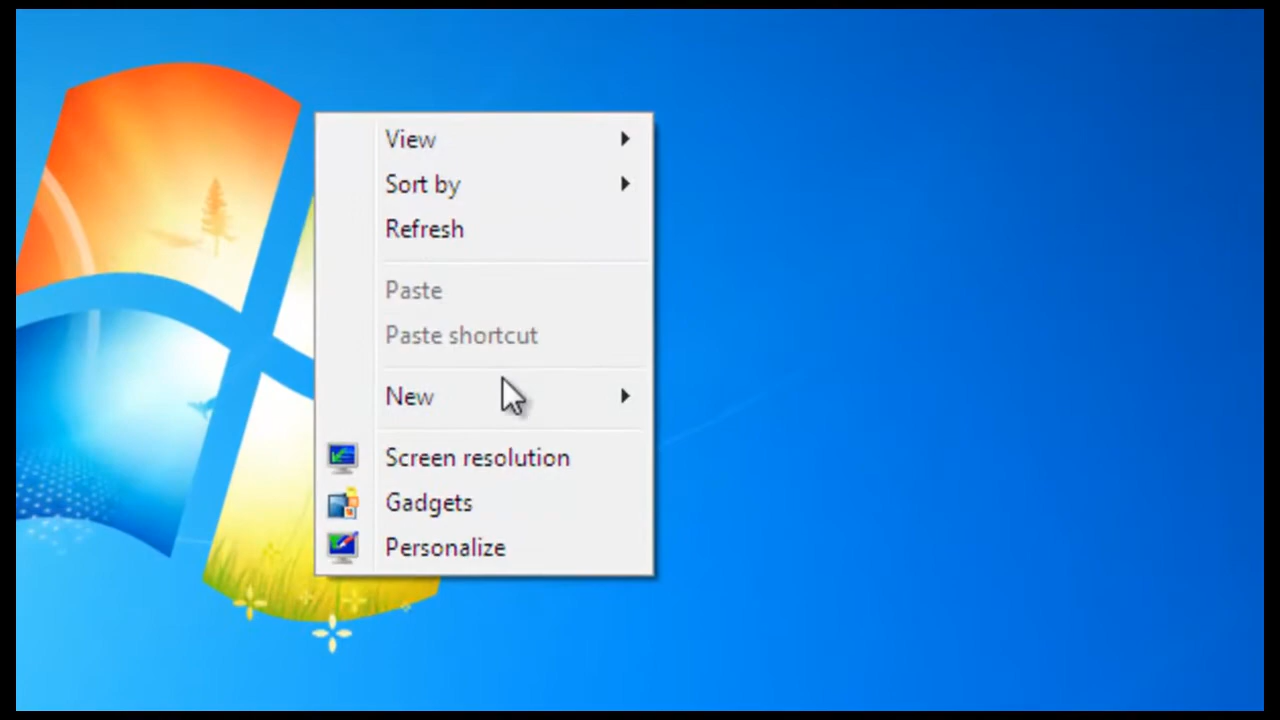 View
Sort by
Refresh
Paste
Paste shortcut
New
Screen resolution
Gadgets
Personalize